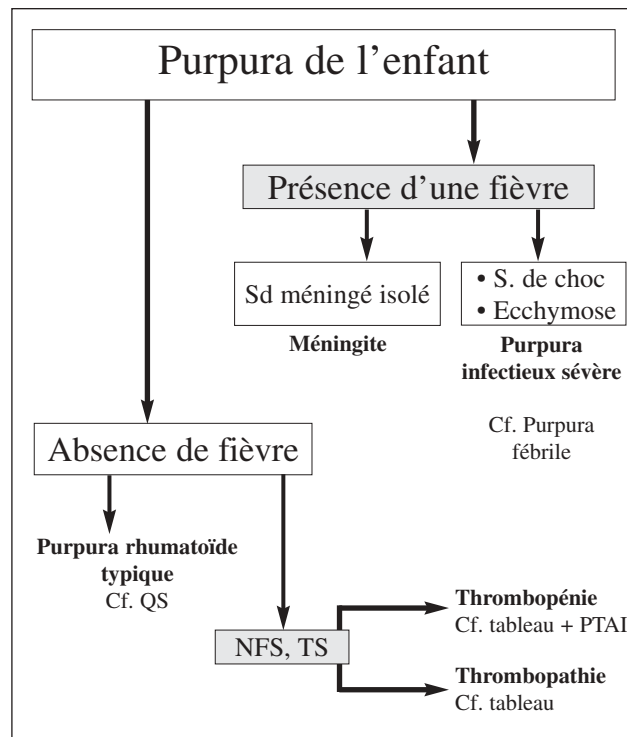 Purpura de l'enfant
Présence d'une fièvre
Sd méningé isolé
Méningite
• S. de choc
• Ecchymose
Purpura
infectieux sévère
Cf. Purpura
fébrile
Absence de fièvre
Purpura rhumatoïde
typique
Cf. QS
NFS, TS
Thrombopénie
Cf. tableau + PTAI
Thrombopathie
Cf. tableau